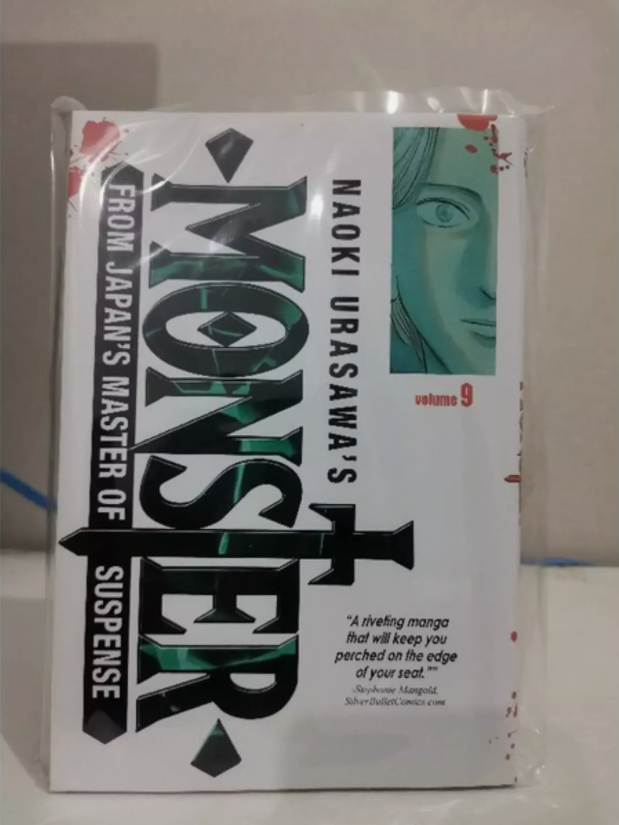 NAOKI URASAWA'S
MONSTER
FROM JAPAN'S MASTER OF SUSPENSE
volume 9
"A riveting manga
that will keep you
perched on the edge
of your seat."
-Stephanie Mangold,
SilverBulletComics.com